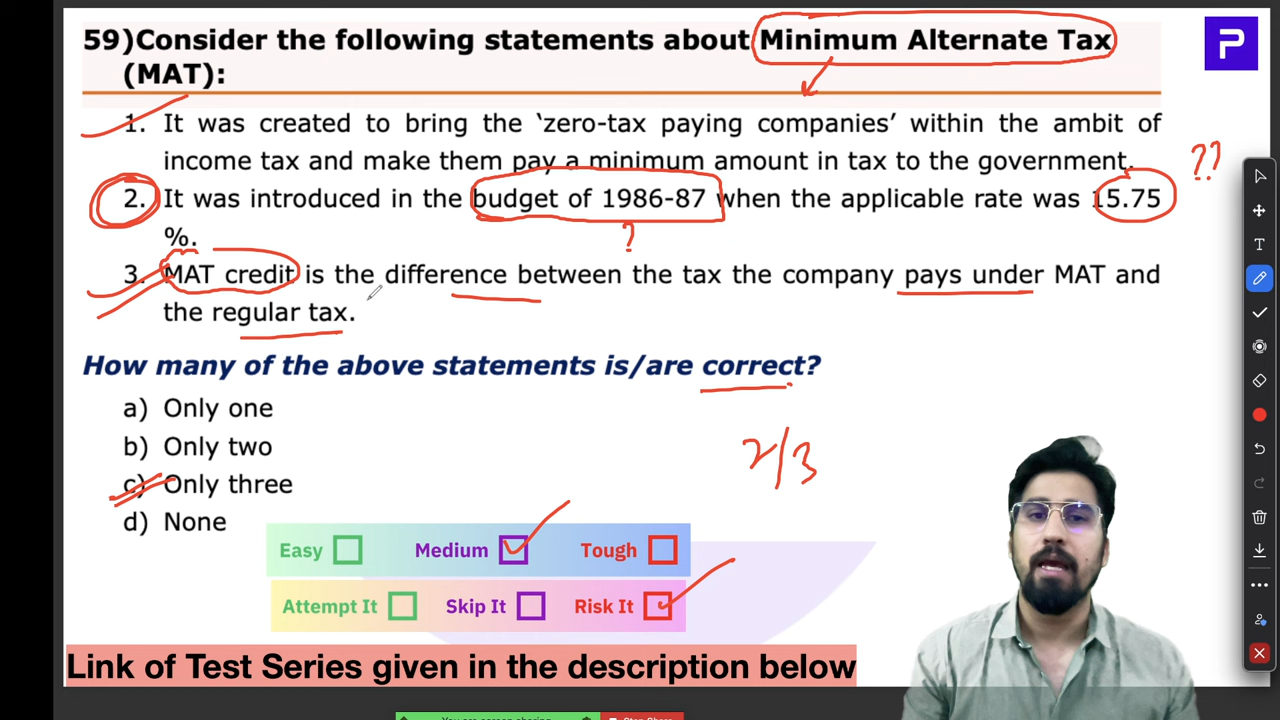 59)Consider the following statements about Minimum Alternate Tax
(MAT):
1. It was created to bring the ‘zero-tax paying companies’ within the ambit of
income tax and make them pay a minimum amount in tax to the government.
??
2. It was introduced in the budget of 1986-87 when the applicable rate was 15.75
%.
?
3. MAT credit is the difference between the tax the company pays under MAT and
the regular tax.
How many of the above statements is/are correct?
a) Only one
b) Only two
c) Only three
d) None
2/3
Easy Medium Tough
Attempt It Skip It Risk It
Link of Test Series given in the description below
P
T